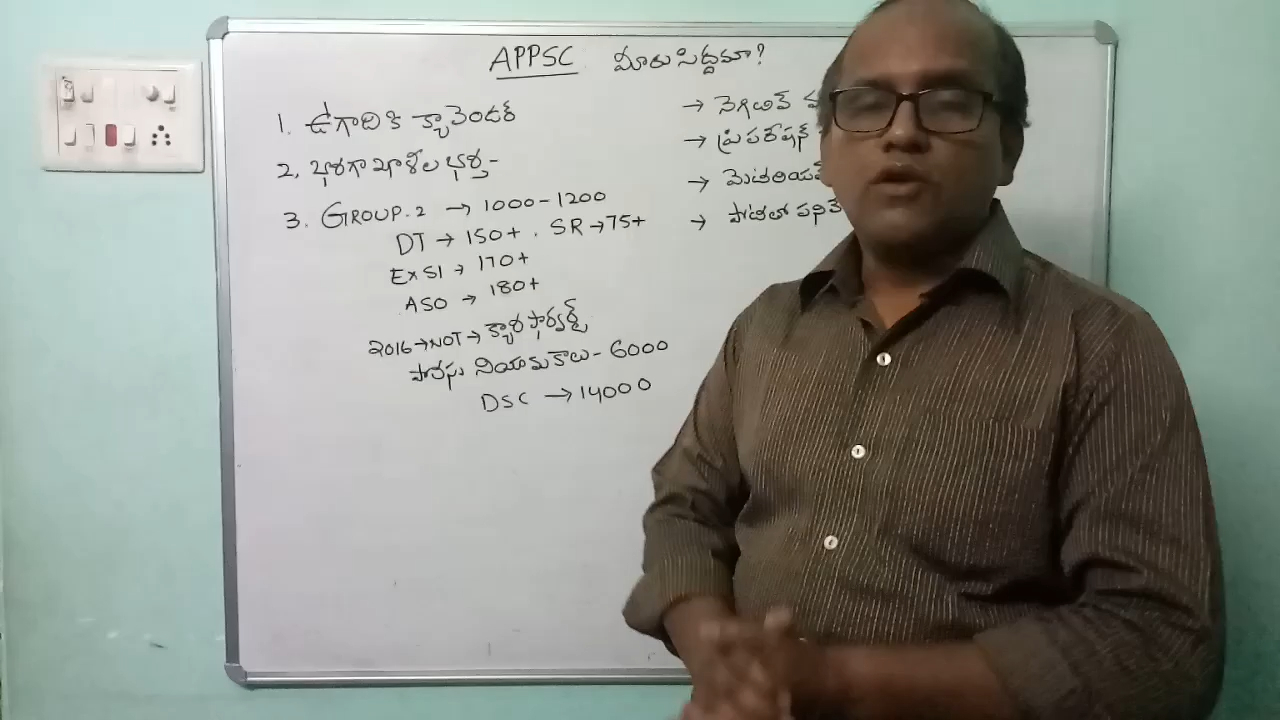 APPSC మీరు సిద్దమా?
1. ఉగాదికి క్యాలెండర్
2. భారీగా ఖాళీల భర్తీ
3. GROUP-2 → 1000-1200
DT → 150+. SR → 75+
EXSI → 170+
ASO → 180+
2016 → NOT → క్యారీ ఫార్వర్డ్
పోలీసు నియామకాలు - 6000
DSC → 14000
→ నెగిటివ్
→ ప్రిపరేషన్
→
→